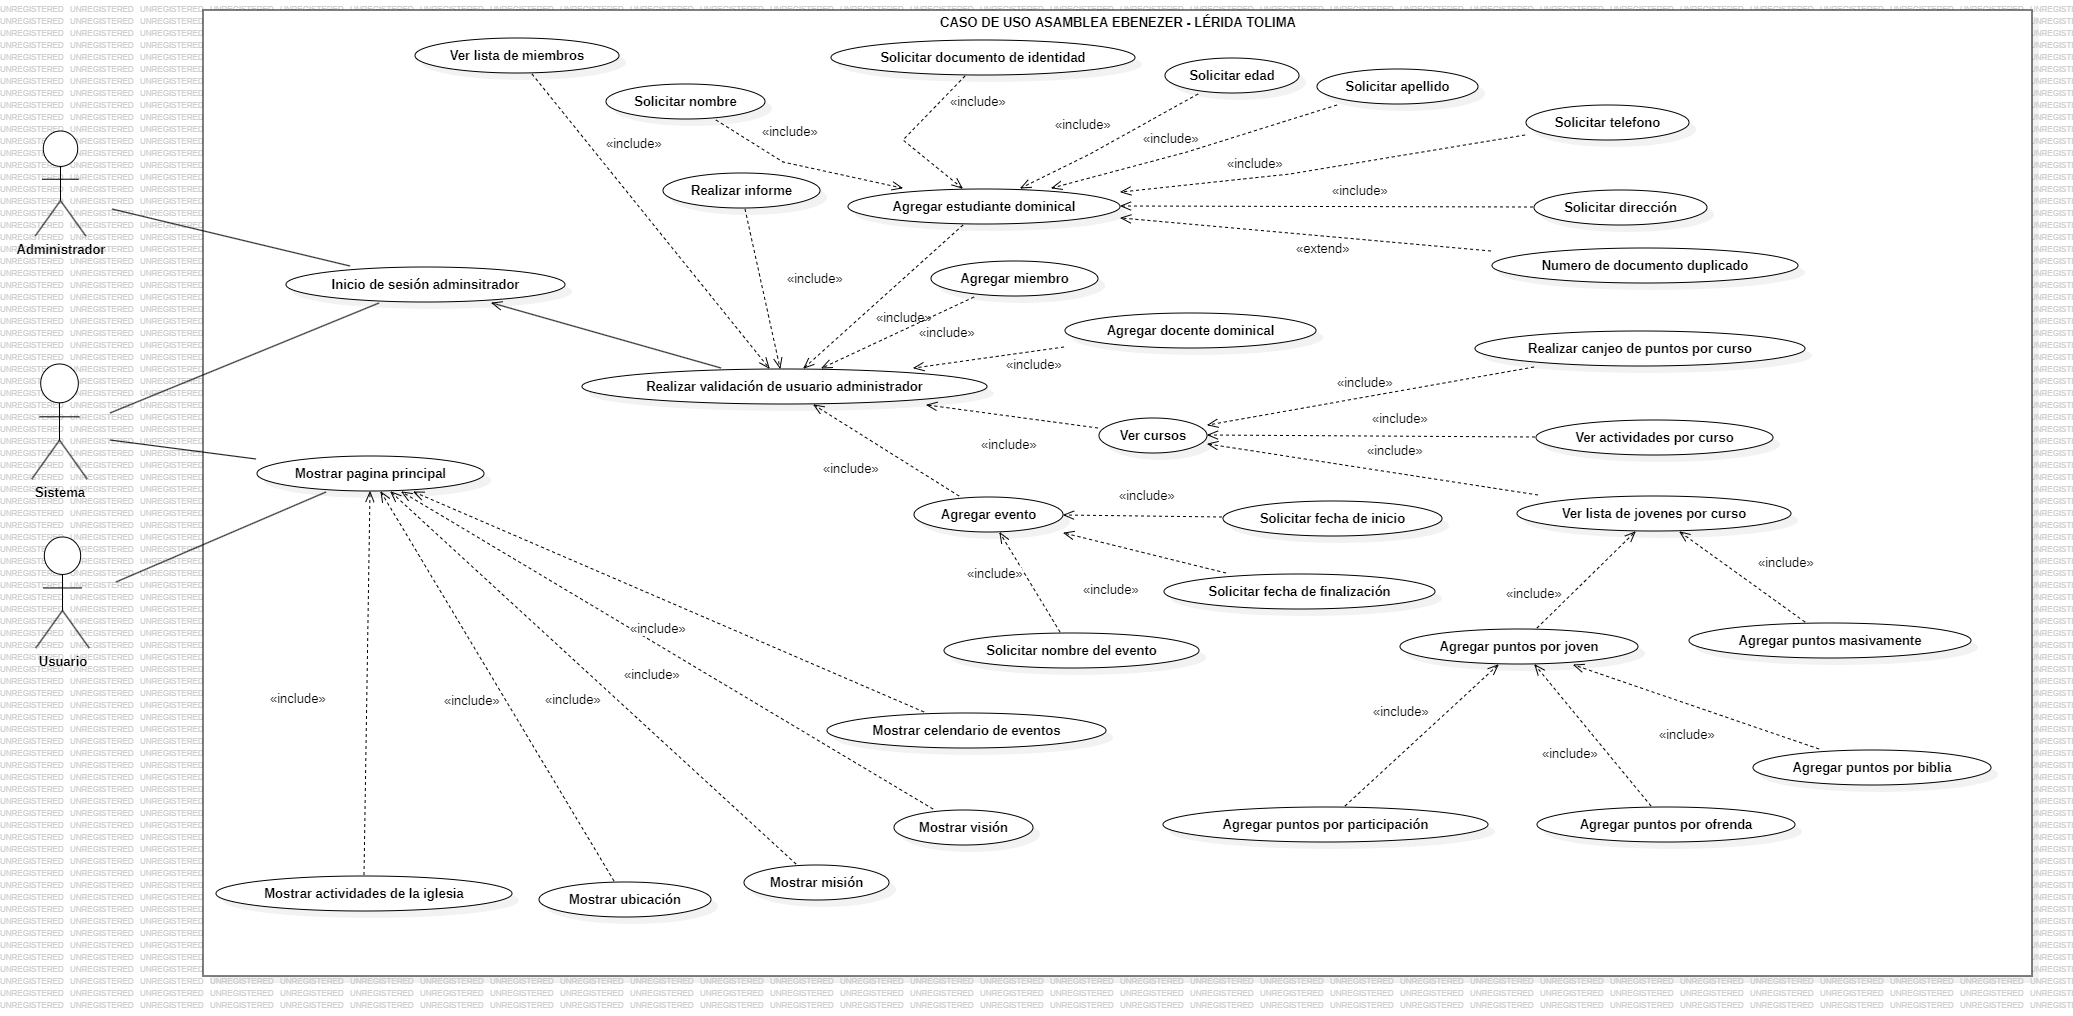 CASO DE USO ASAMBLEA EBENEZER - LÉRIDA TOLIMA
Ver lista de miembros
Solicitar documento de identidad
Solicitar edad
Solicitar apellido
Solicitar nombre
«include»
Solicitar telefono
«include»
«include»
«include»
«include»
«include»
Realizar informe
«include»
Agregar estudiante dominical
Solicitar dirección
Administrador
«extend»
Numero de documento duplicado
Agregar miembro
«include»
Inicio de sesión adminsitrador
«include»
«include»
Agregar docente dominical
Realizar canjeo de puntos por curso
«include»
Realizar validación de usuario administrador
«include»
«include»
Ver cursos
Ver actividades por curso
«include»
«include»
Mostrar pagina principal
«include»
Sistema
«include»
Agregar evento
Solicitar fecha de inicio
Ver lista de jovenes por curso
«include»
«include»
«include»
Solicitar fecha de finalización
«include»
«include»
Agregar puntos masivamente
Agregar puntos por joven
Solicitar nombre del evento
Usuario
«include»
«include»
«include»
«include»
«include»
«include»
Mostrar celendario de eventos
«include»
«include»
Agregar puntos por biblia
Agregar puntos por participación
Agregar puntos por ofrenda
Mostrar visión
Mostrar misión
Mostrar actividades de la iglesia
Mostrar ubicación
UNREGISTERED